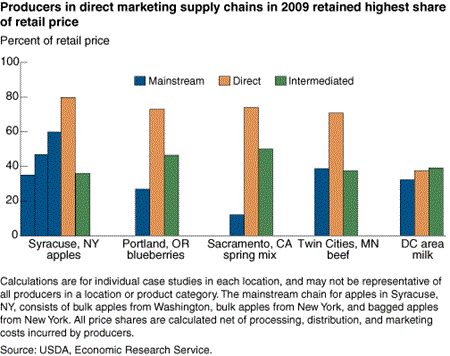 Producers in direct marketing supply chains in 2009 retained highest share
of retail price
Percent of retail price
100
Mainstream Direct Intermediated
80
60
40
20
0
Syracuse, NY Portland, OR Sacramento, CA Twin Cities, MN DC area
apples blueberries spring mix beef milk
Calculations are for individual case studies in each location, and may not be representative of
all producers in a location or product category. The mainstream chain for apples in Syracuse,
NY, consists of bulk apples from Washington, bulk apples from New York, and bagged apples
from New York. All price shares are calculated net of processing, distribution, and marketing
costs incurred by producers.
Source: USDA, Economic Research Service.